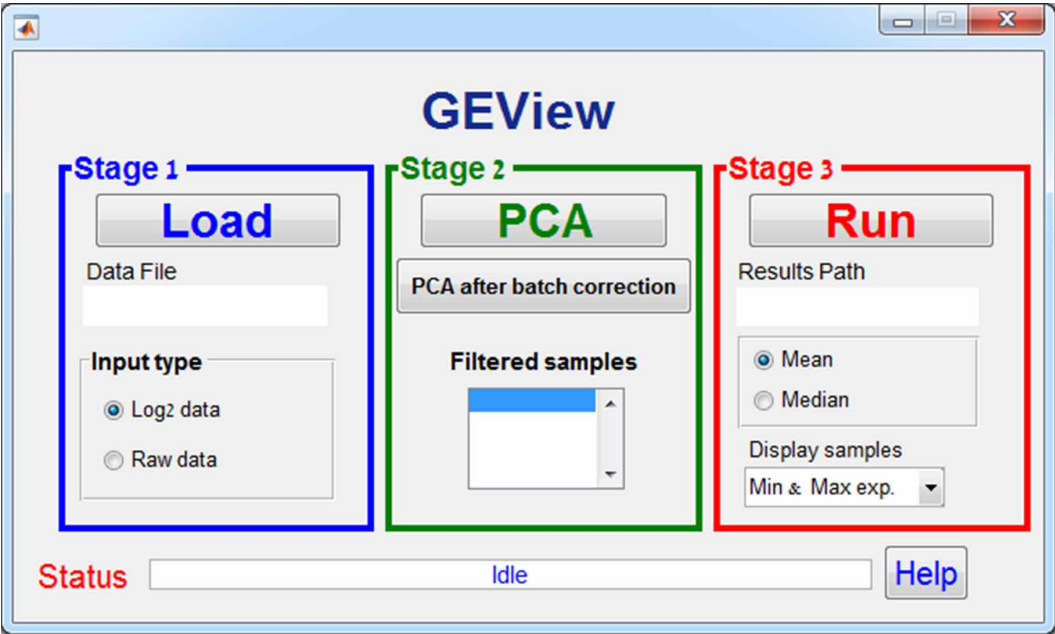 GEView
Stage 1
Load
Data File
Input type
Log2 data
Raw data
Stage 2
PCA
PCA after batch correction
Filtered samples
Stage 3
Run
Results Path
Mean
Median
Display samples
Min & Max exp.
Status
Idle
Help